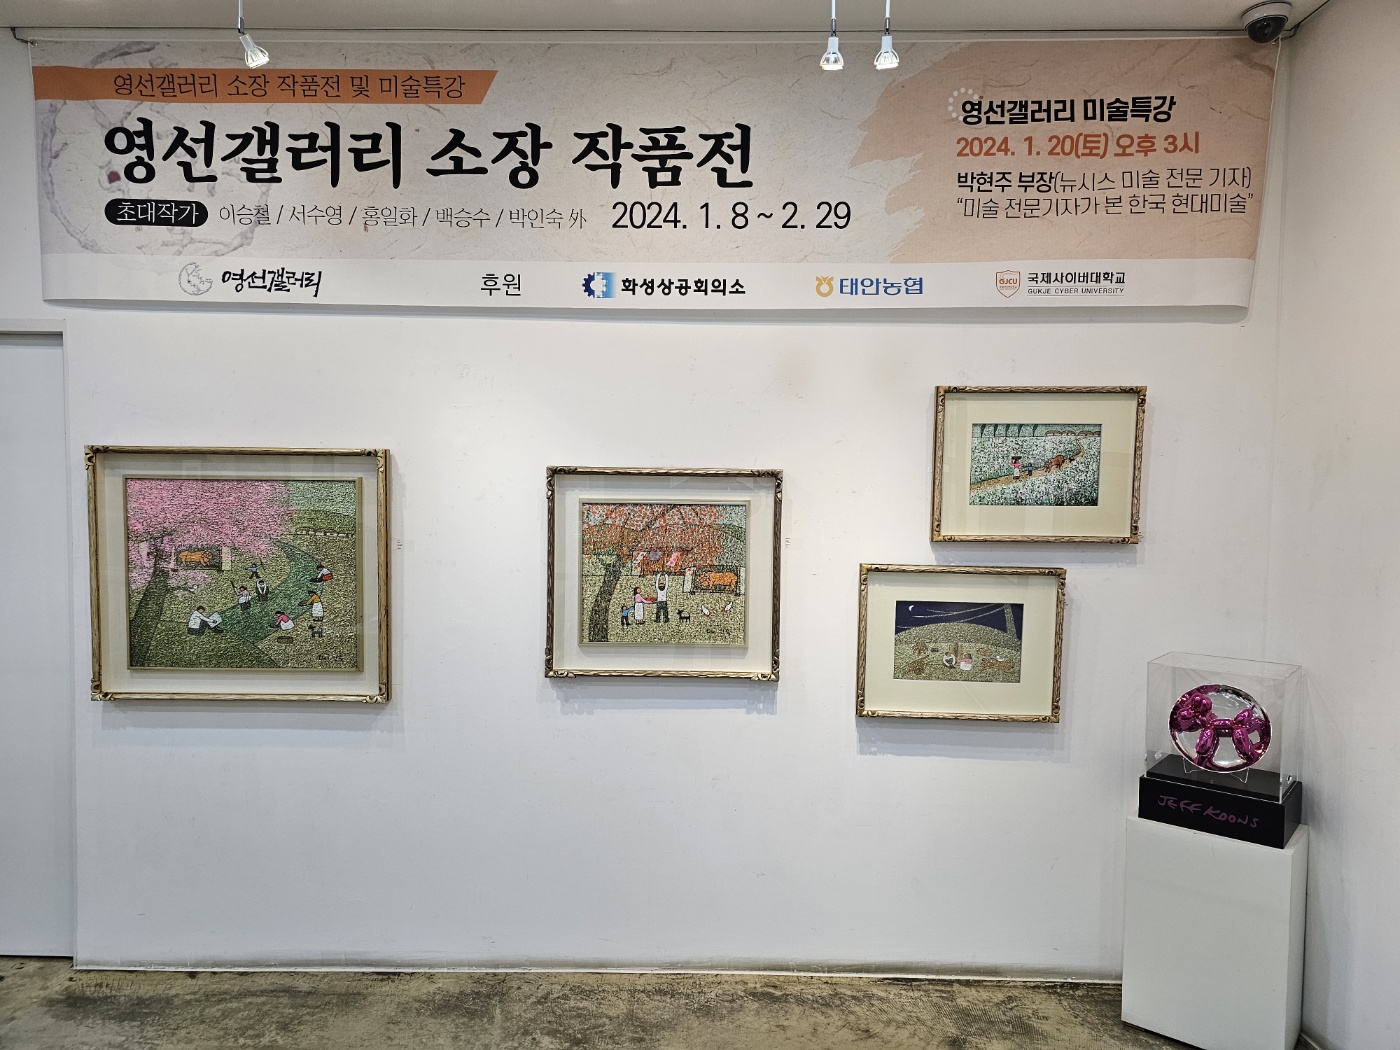 영선갤러리 소장 작품전 및 미술특강
영선갤러리 소장 작품전
초대작가 이승철 / 서수영 / 홍일화 / 백승수 / 박인숙 外 2024. 1. 8 ~ 2. 29
영선갤러리 미술특강
2024. 1. 20(토) 오후 3시
박현주 부장(뉴시스 미술 전문 기자)
“미술 전문기자가 본 한국 현대미술”
영선갤러리 후원 화성상공회의소 태안농협 GJCU 국제사이버대학교
GUKJE CYBER UNIVERSITY
JEFF KOONS